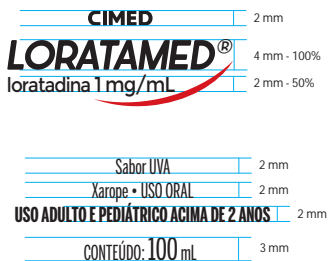 CIMED 2 mm
LORATAMED® 4 mm - 100%
loratadina 1 mg/mL 2 mm - 50%
Sabor UVA 2 mm
Xarope • USO ORAL 2 mm
USO ADULTO E PEDIÁTRICO ACIMA DE 2 ANOS 2 mm
CONTEÚDO: 100 mL 3 mm